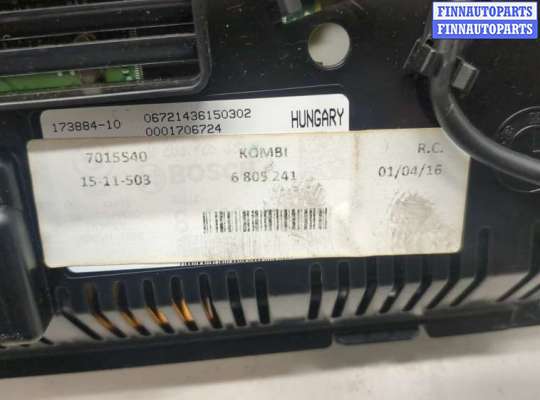 FINNAUTOPARTS
FINNAUTOPARTS
173884-10
06721436150302
0001706724
HUNGARY
7015540 KOMBI R.C.
15-11-503 6 805 241 01/04/16